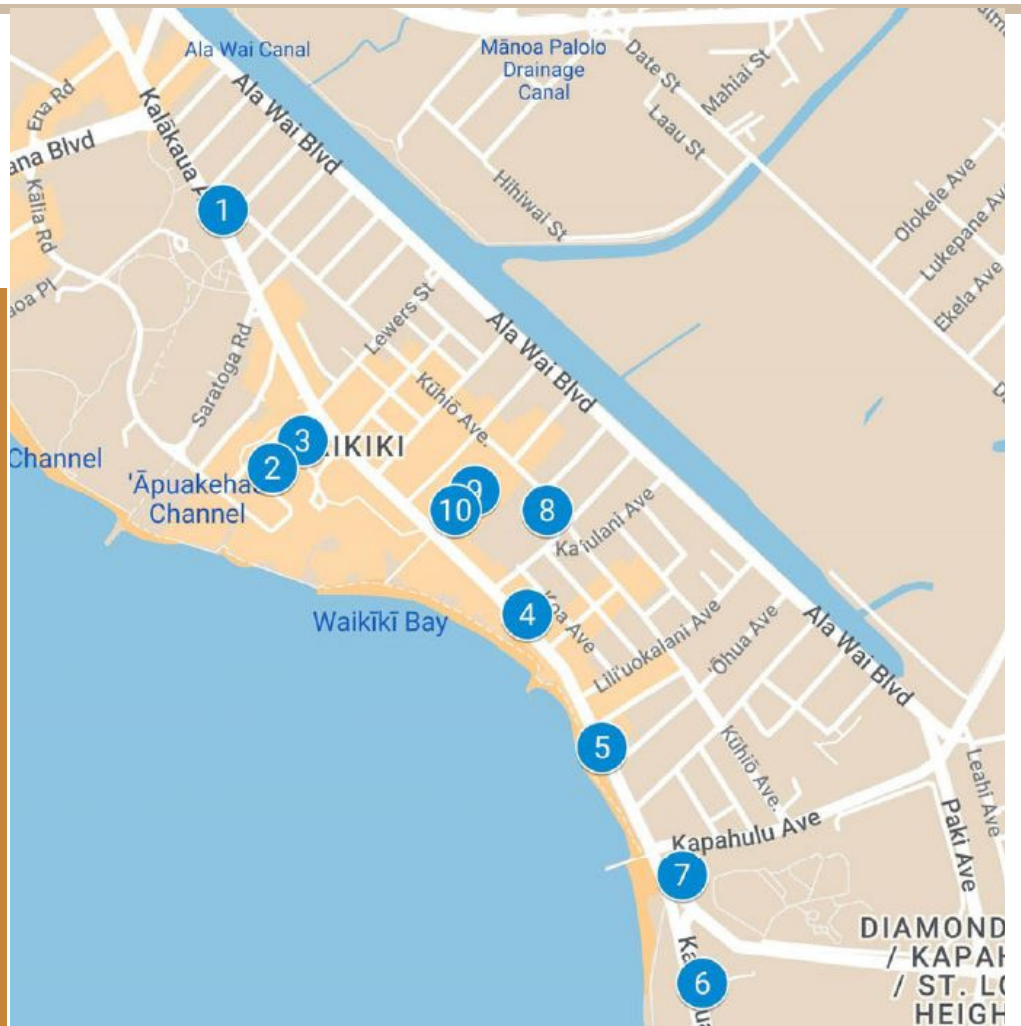 Ala Wai Canal
Mānoa Palolo
Drainage
Canal
Date St
Mahiai St
Ena Rd
Kalākaua A
Ala Wai Blvd
Laau St
ana Blvd
Kālia Rd
1
Hihiwai St
Olokele Ave
Lukepane Ave
Ekela Ave
aoa Pl
Saratoga Rd
Lewers St
Kūhiō Ave.
Ala Wai Blvd
3
IKIKI
2
Channel
'Āpuakehau
Channel
9
10
8
Ka'iulani Ave
Waikīkī Bay
4
Koa Ave
Lili'uokalani Ave
'Ōhua Ave
Ala Wai Blvd
5
Kūhiō Ave.
Leahi Ave
Paki Ave
Kapahulu Ave
7
DIAMOND
/ KAPAH
/ ST. LO
HEIGH
6